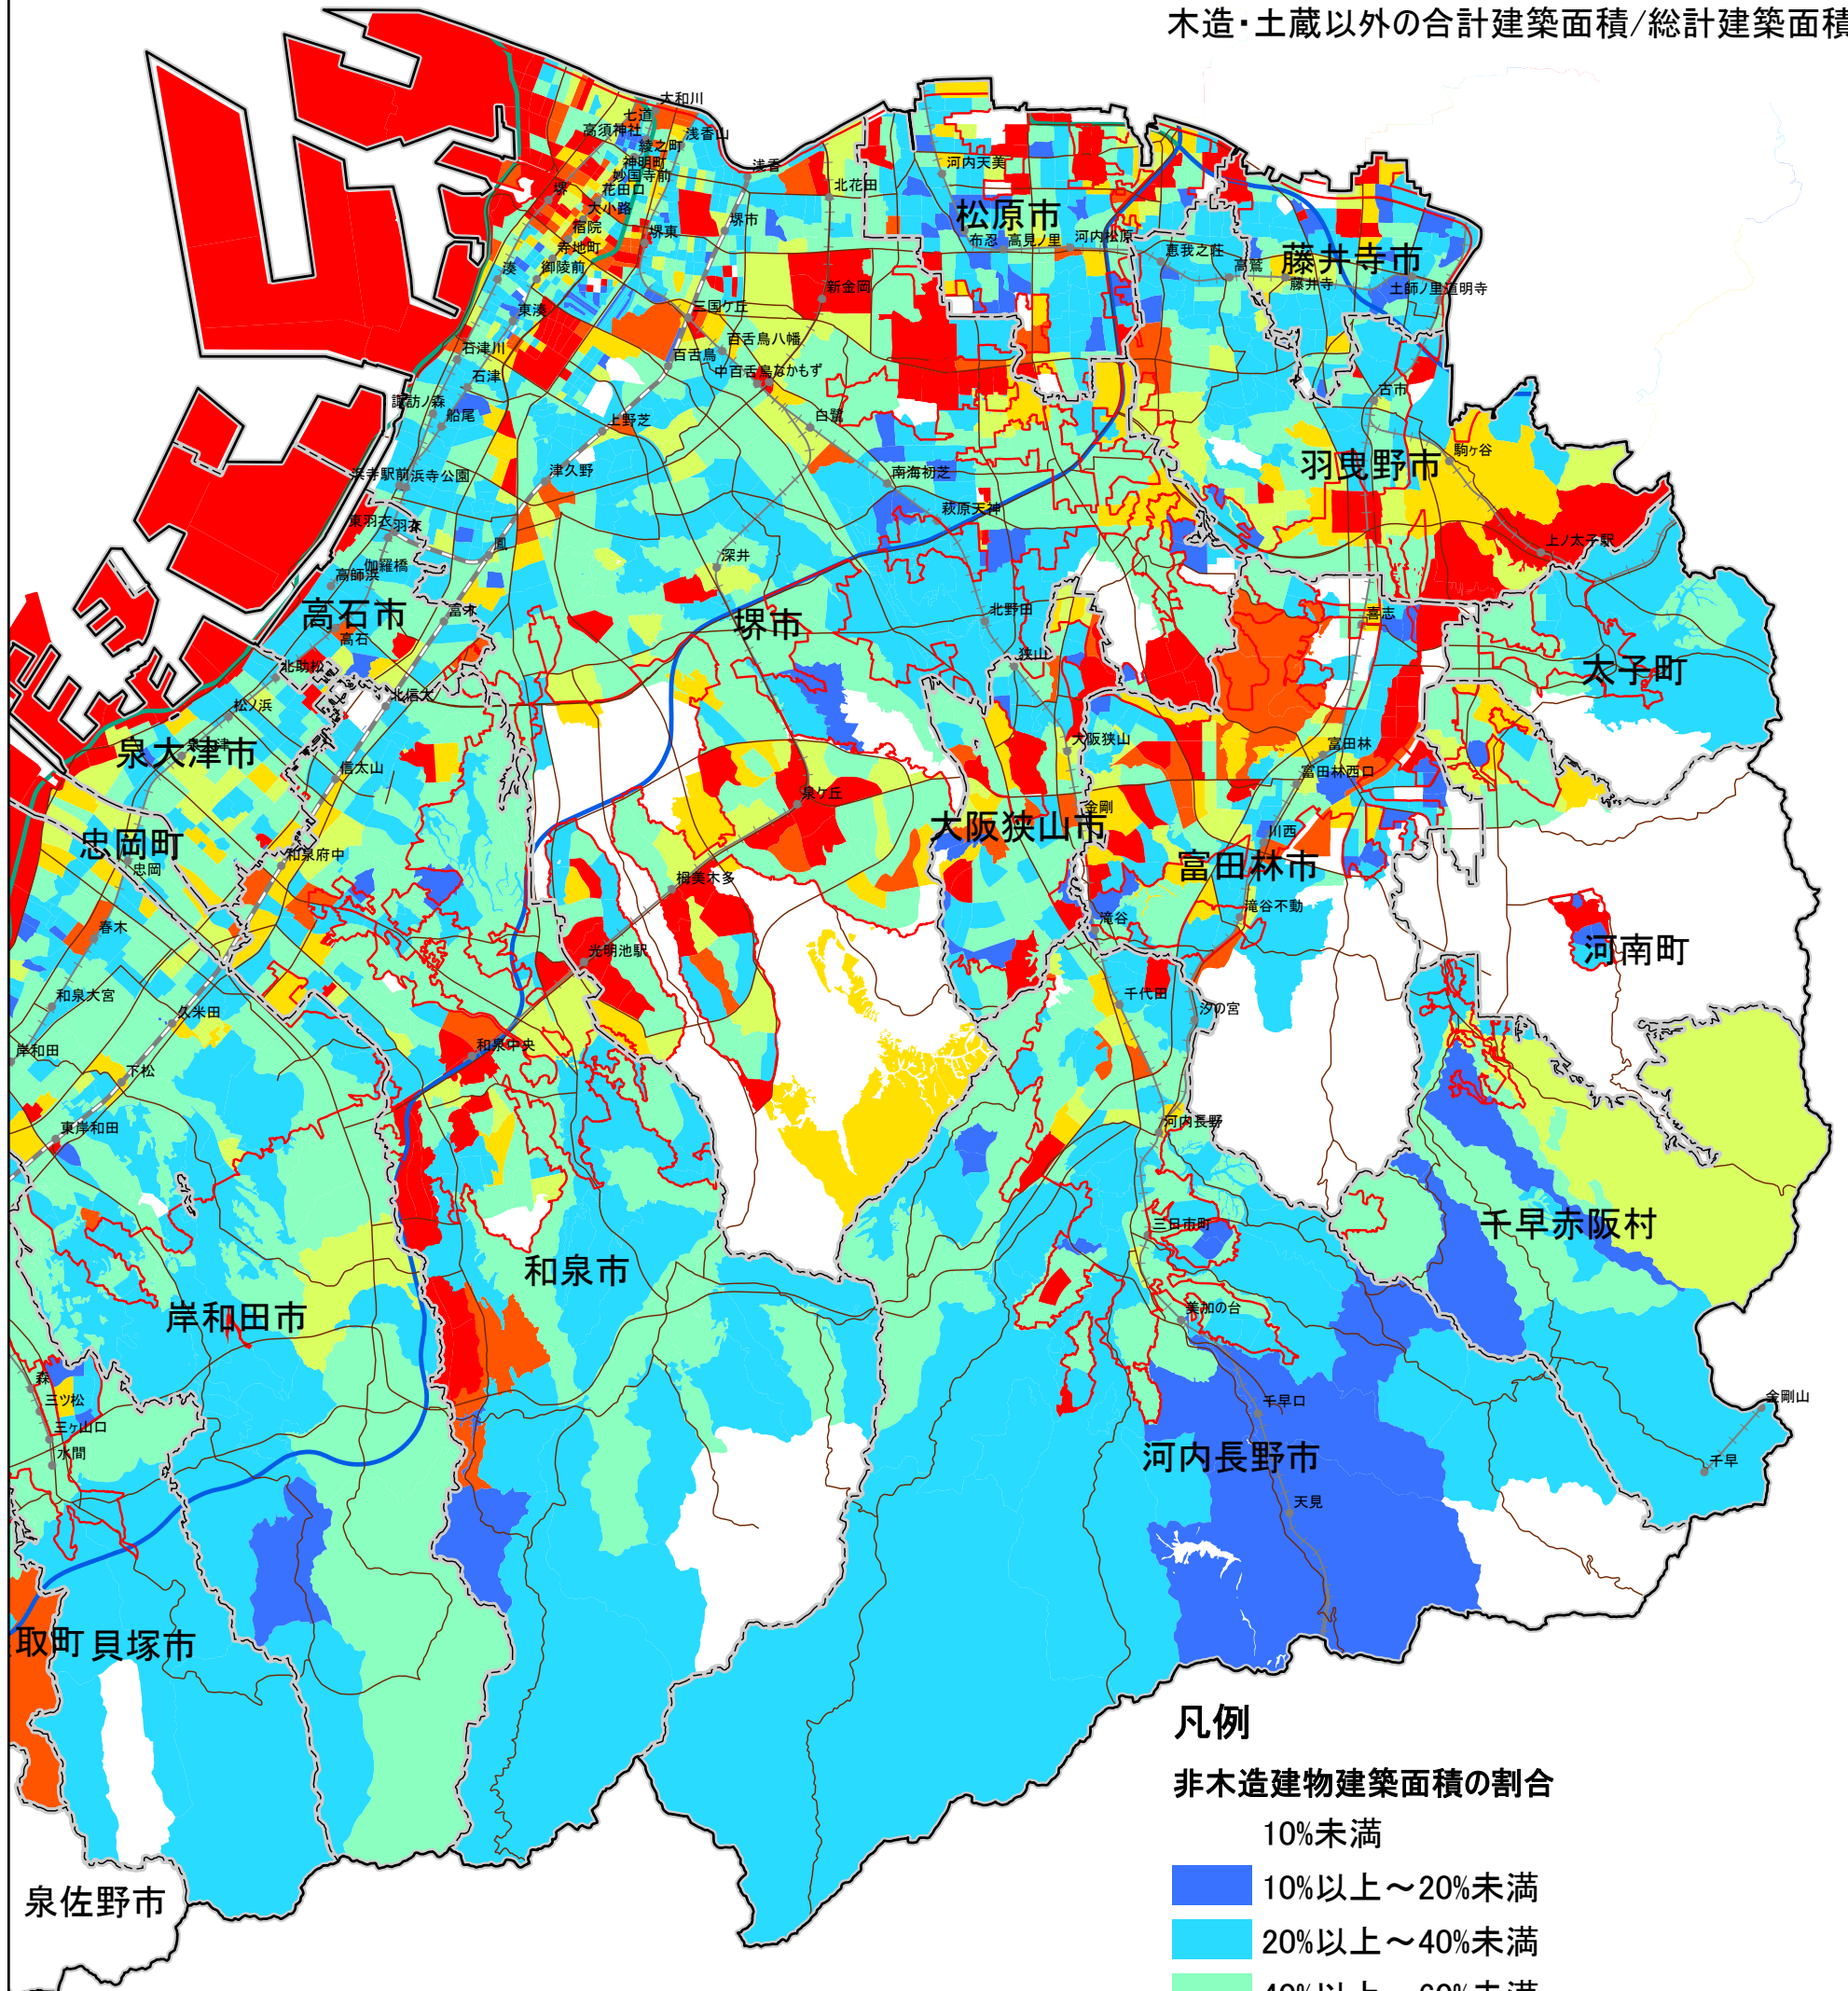 木造・土蔵以外の合計建築面積/総計建築面積
大和川
七道
高須神社
浅香山
綾之町
神明町
妙国寺前
浅香
堺
花田口
北花田
河内天美
大小路
松原市
宿院
堺東
堺市
寺地町
布忍
高見ノ里
河内松原
恵我之荘
藤井寺市
湊
御陵前
高鷲
藤井寺
土師ノ里
道明寺
新金岡
東湊
三国ケ丘
石津川
百舌鳥八幡
百舌鳥
石津
中百舌鳥
なかもず
諏訪ノ森
船尾
古市
上野芝
白鷺
駒ヶ谷
浜寺駅前
浜寺公園
津久野
南海初芝
羽曳野市
萩原天神
東羽衣
羽衣
鳳
上ノ太子駅
深井
伽羅橋
高師浜
高石市
富木
堺市
北野田
喜志
高石
北助松
狭山
太子町
北信太
松ノ浜
泉大津市
大阪狭山
富田林
信太山
富田林西口
泉ケ丘
金剛
大阪狭山市
川西
忠岡町
忠岡
和泉府中
富田林市
栂美木多
滝谷不動
滝谷
春木
光明池駅
河南町
和泉大宮
千代田
汐の宮
久米田
岸和田
和泉中央
下松
河内長野
東岸和田
三日市町
千早赤阪村
和泉市
岸和田市
美加の台
森
三ツ松
千早口
金剛山
三ヶ山口
水間
河内長野市
千早
天見
取町
貝塚市
泉佐野市
凡例
非木造建物建築面積の割合
10%未満
10%以上～20%未満
20%以上～40%未満